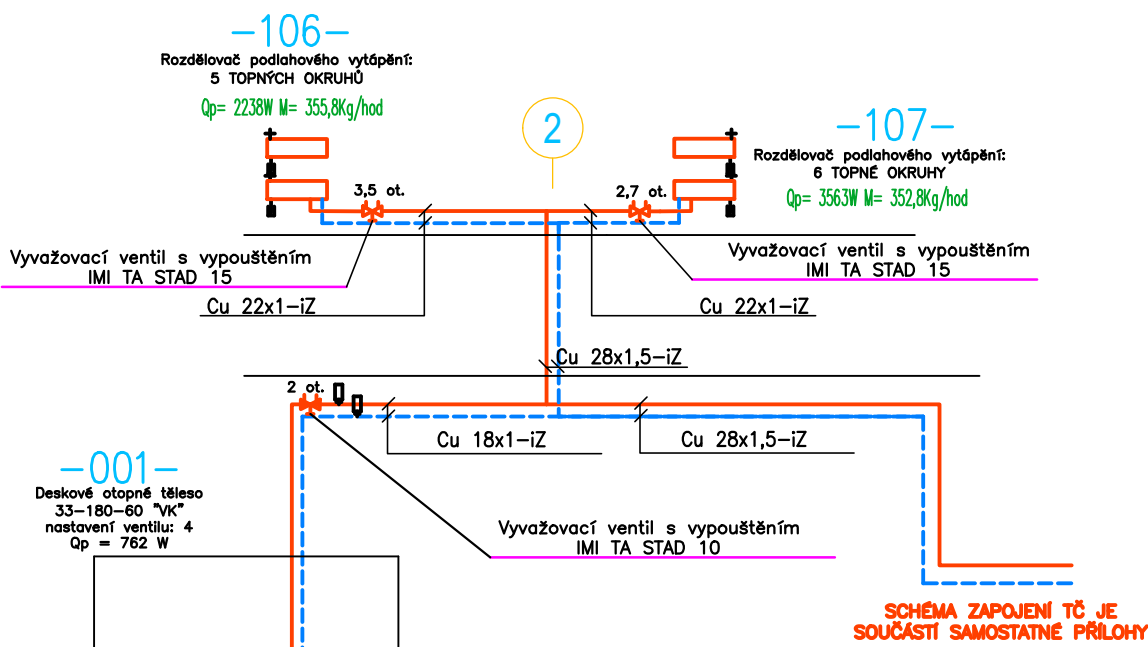 -106-
Rozdělovač podlahového vytápění:
5 TOPNÝCH OKRUHŮ
Qp= 2238W M= 355,8Kg/hod
2
-107-
Rozdělovač podlahového vytápění:
6 TOPNÉ OKRUHY
Qp= 3563W M= 352,8Kg/hod
3,5 ot.
2,7 ot.
Vyvažovací ventil s vypouštěním
IMI TA STAD 15
Vyvažovací ventil s vypouštěním
IMI TA STAD 15
Cu 22x1-iZ
Cu 22x1-iZ
Cu 28x1,5-iZ
2 ot.
Cu 18x1-iZ
Cu 28x1,5-iZ
-001-
Deskové otopné těleso
33-180-60 "VK"
nastavení ventilu: 4
Qp = 762 W
Vyvažovací ventil s vypouštěním
IMI TA STAD 10
SCHÉMA ZAPOJENÍ TČ JE
SOUČÁSTÍ SAMOSTATNÉ PŘÍLOHY